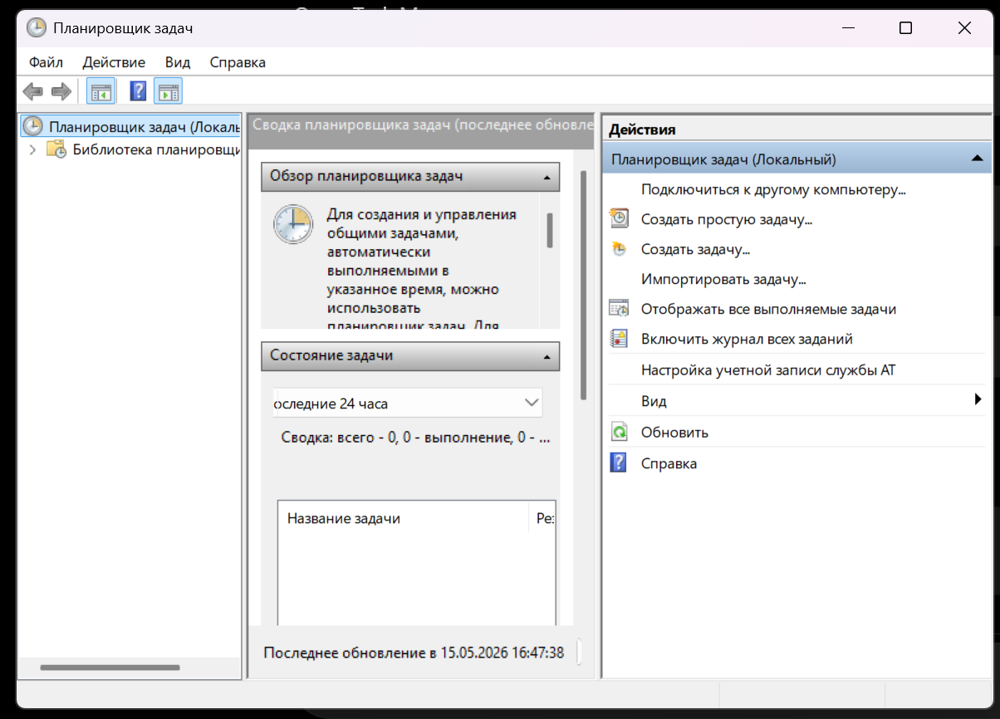 Планировщик задач
Файл Действие Вид Справка
Планировщик задач (Локаль
Библиотека планировщи
Сводка планировщика задач (последнее обновле
Обзор планировщика задач
Для создания и управления
общими задачами,
автоматически
выполняемыми в
указанное время, можно
использовать
планировщик задач. Для
Состояние задачи
оследние 24 часа
Сводка: всего - 0, 0 - выполнение, 0 - ...
Название задачи Рез
Последнее обновление в 15.05.2026 16:47:38
Действия
Планировщик задач (Локальный)
Подключиться к другому компьютеру...
Создать простую задачу...
Создать задачу...
Импортировать задачу...
Отображать все выполняемые задачи
Включить журнал всех заданий
Настройка учетной записи службы AT
Вид
Обновить
Справка